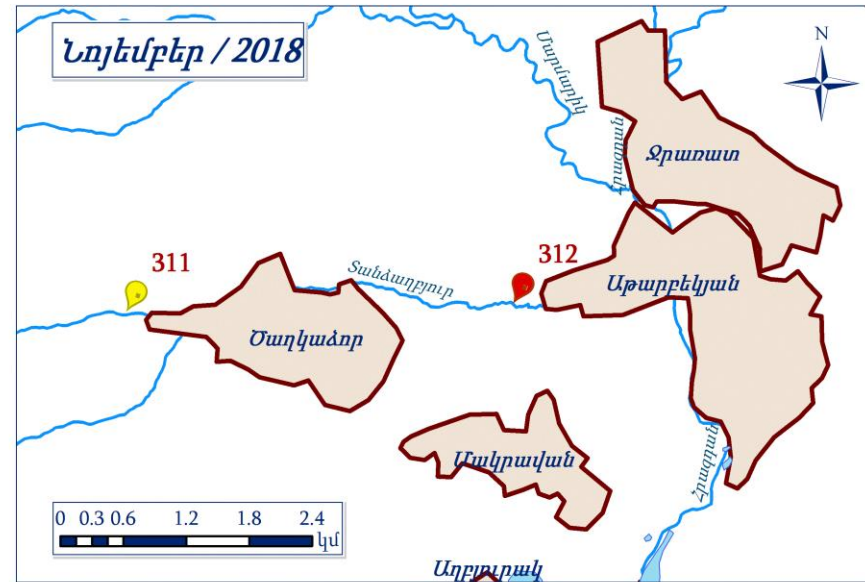 Նոյեմբեր / 2018
N
Մարմարիկ
Հրազդան
Ջրառատ
311
312
Տանձաղբյուր
Աթարբեկյան
Ծաղկաձոր
Մակրավան
Հրազդան
0 0.3 0.6 1.2 1.8 2.4
կմ
Աղբյուրակ